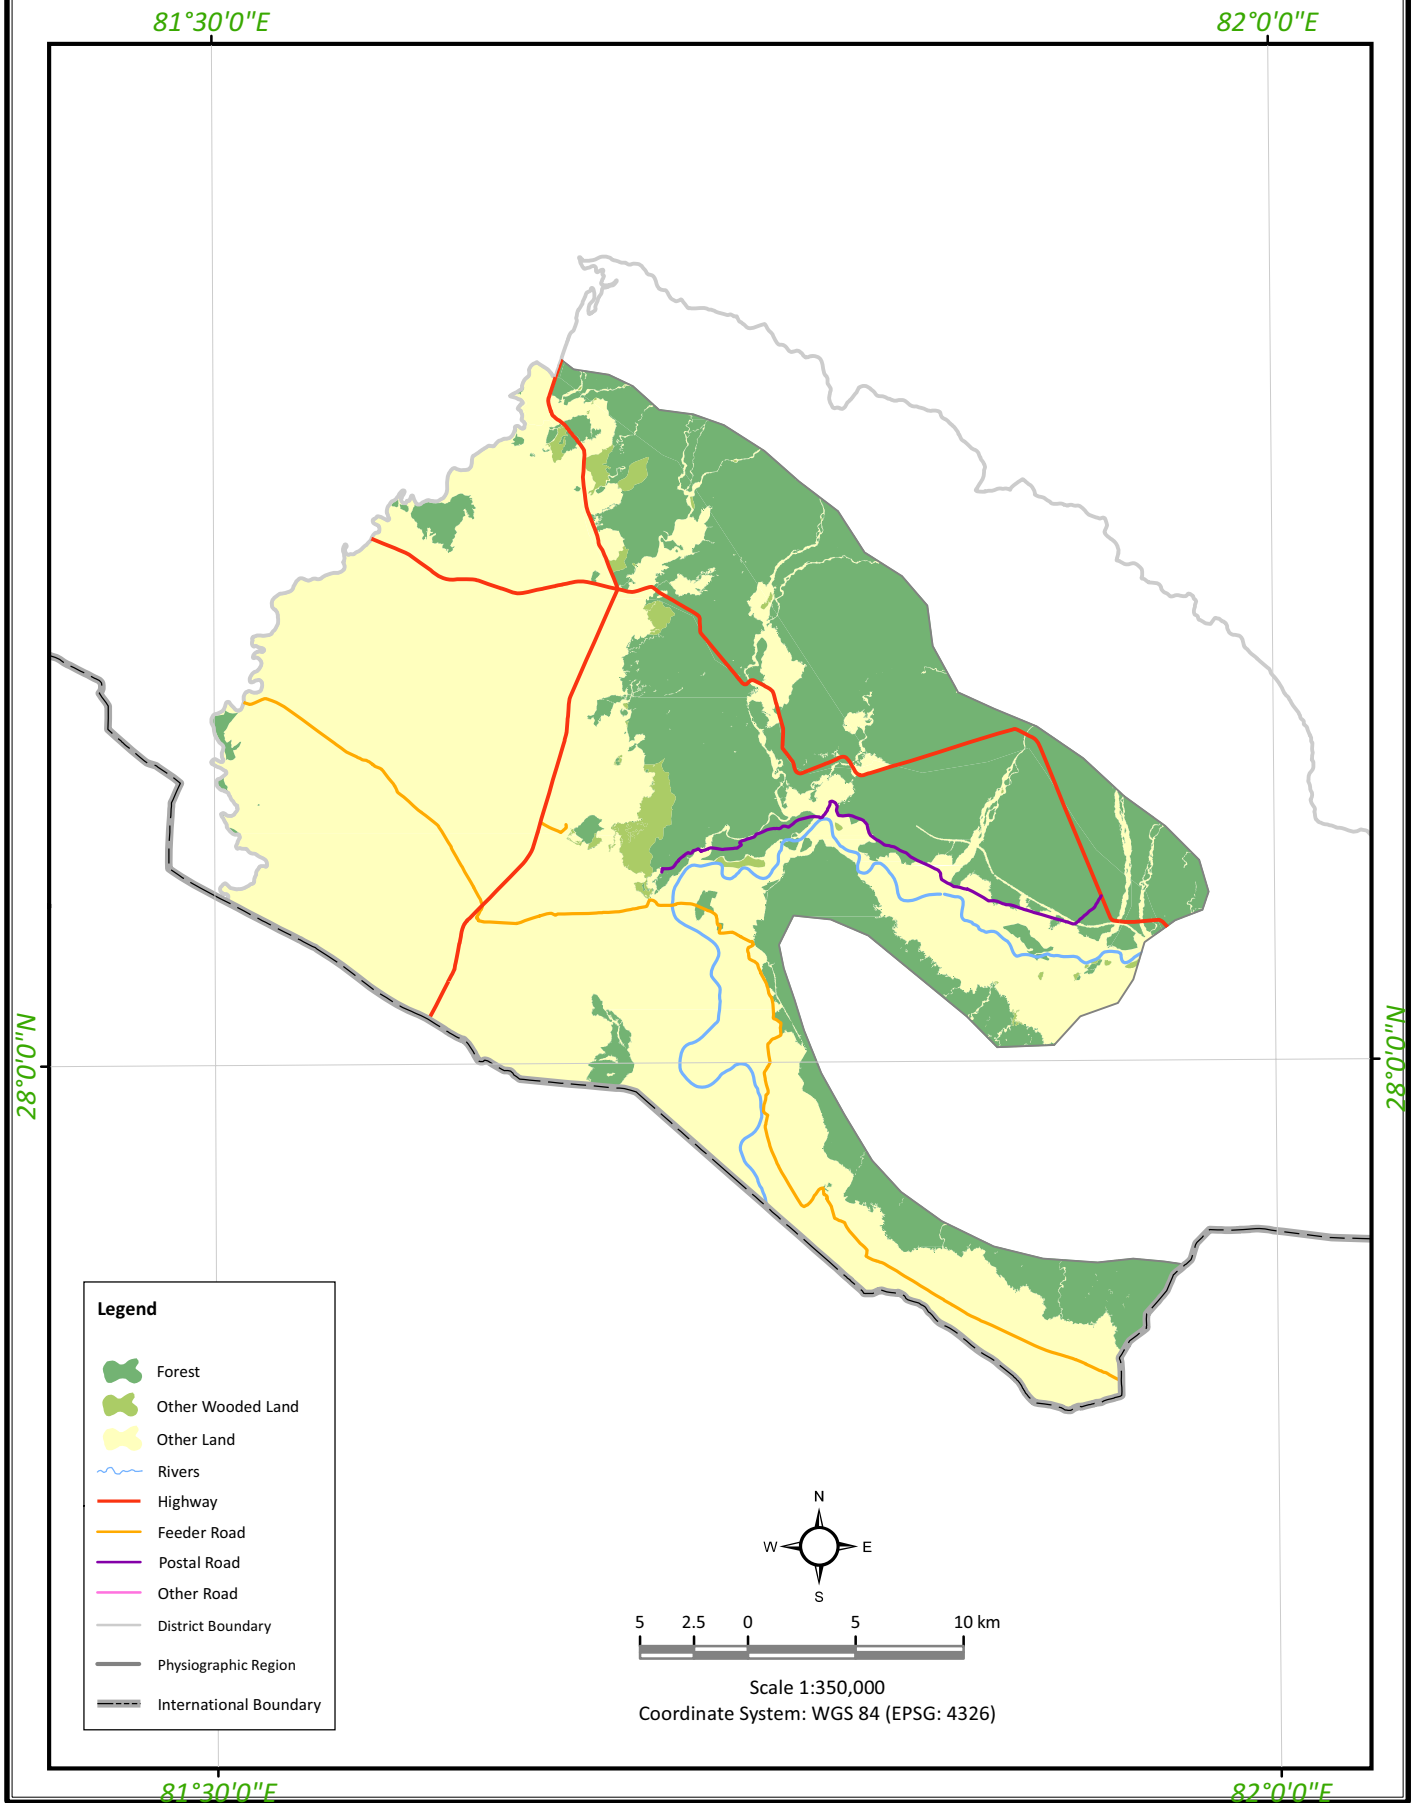 81°30'0"E
82°0'0"E
28°0'0"N
28°0'0"N
Legend
Forest
Other Wooded Land
Other Land
Rivers
Highway
Feeder Road
Postal Road
Other Road
District Boundary
Physiographic Region
International Boundary
N
W
E
S
5 2.5 0 5 10 km
Scale 1:350,000
Coordinate System: WGS 84 (EPSG: 4326)
81°30'0"E
82°0'0"E